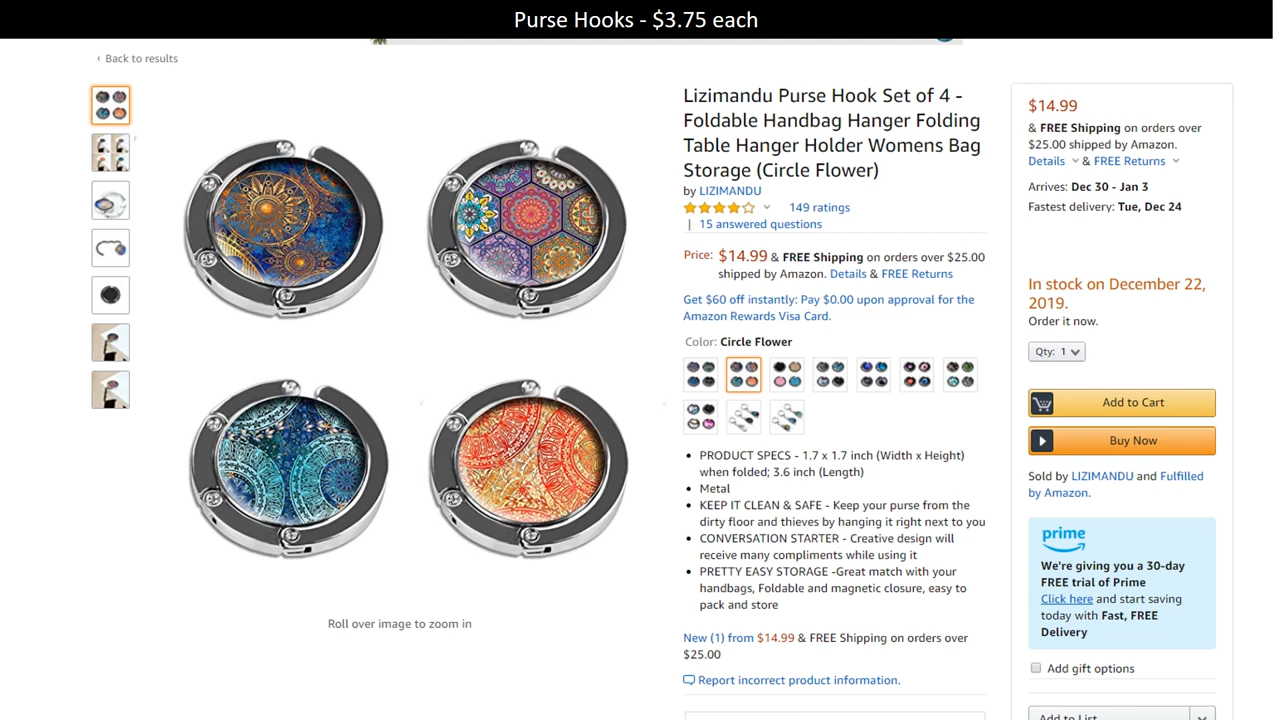 Purse Hooks - $3.75 each
‹ Back to results
Lizimandu Purse Hook Set of 4 -
Foldable Handbag Hanger Folding
Table Hanger Holder Womens Bag
Storage (Circle Flower)
by LIZIMANDU
149 ratings
| 15 answered questions
Price: $14.99 & FREE Shipping on orders over $25.00
shipped by Amazon. Details & FREE Returns
Get $60 off instantly: Pay $0.00 upon approval for the
Amazon Rewards Visa Card.
Color: Circle Flower
• PRODUCT SPECS - 1.7 x 1.7 inch (Width x Height)
when folded; 3.6 inch (Length)
• Metal
• KEEP IT CLEAN & SAFE - Keep your purse from the
dirty floor and thieves by hanging it right next to you
• CONVERSATION STARTER - Creative design will
receive many compliments while using it
• PRETTY EASY STORAGE -Great match with your
handbags, Foldable and magnetic closure, easy to
pack and store
New (1) from $14.99 & FREE Shipping on orders over
$25.00
Report incorrect product information.
Roll over image to zoom in
$14.99
& FREE Shipping on orders over
$25.00 shipped by Amazon.
Details & FREE Returns
Arrives: Dec 30 - Jan 3
Fastest delivery: Tue, Dec 24
In stock on December 22,
2019.
Order it now.
Qty: 1
Add to Cart
Buy Now
Sold by LIZIMANDU and Fulfilled
by Amazon.
prime
We're giving you a 30-day
FREE trial of Prime
Click here and start saving
today with Fast, FREE
Delivery
Add gift options
Add to List